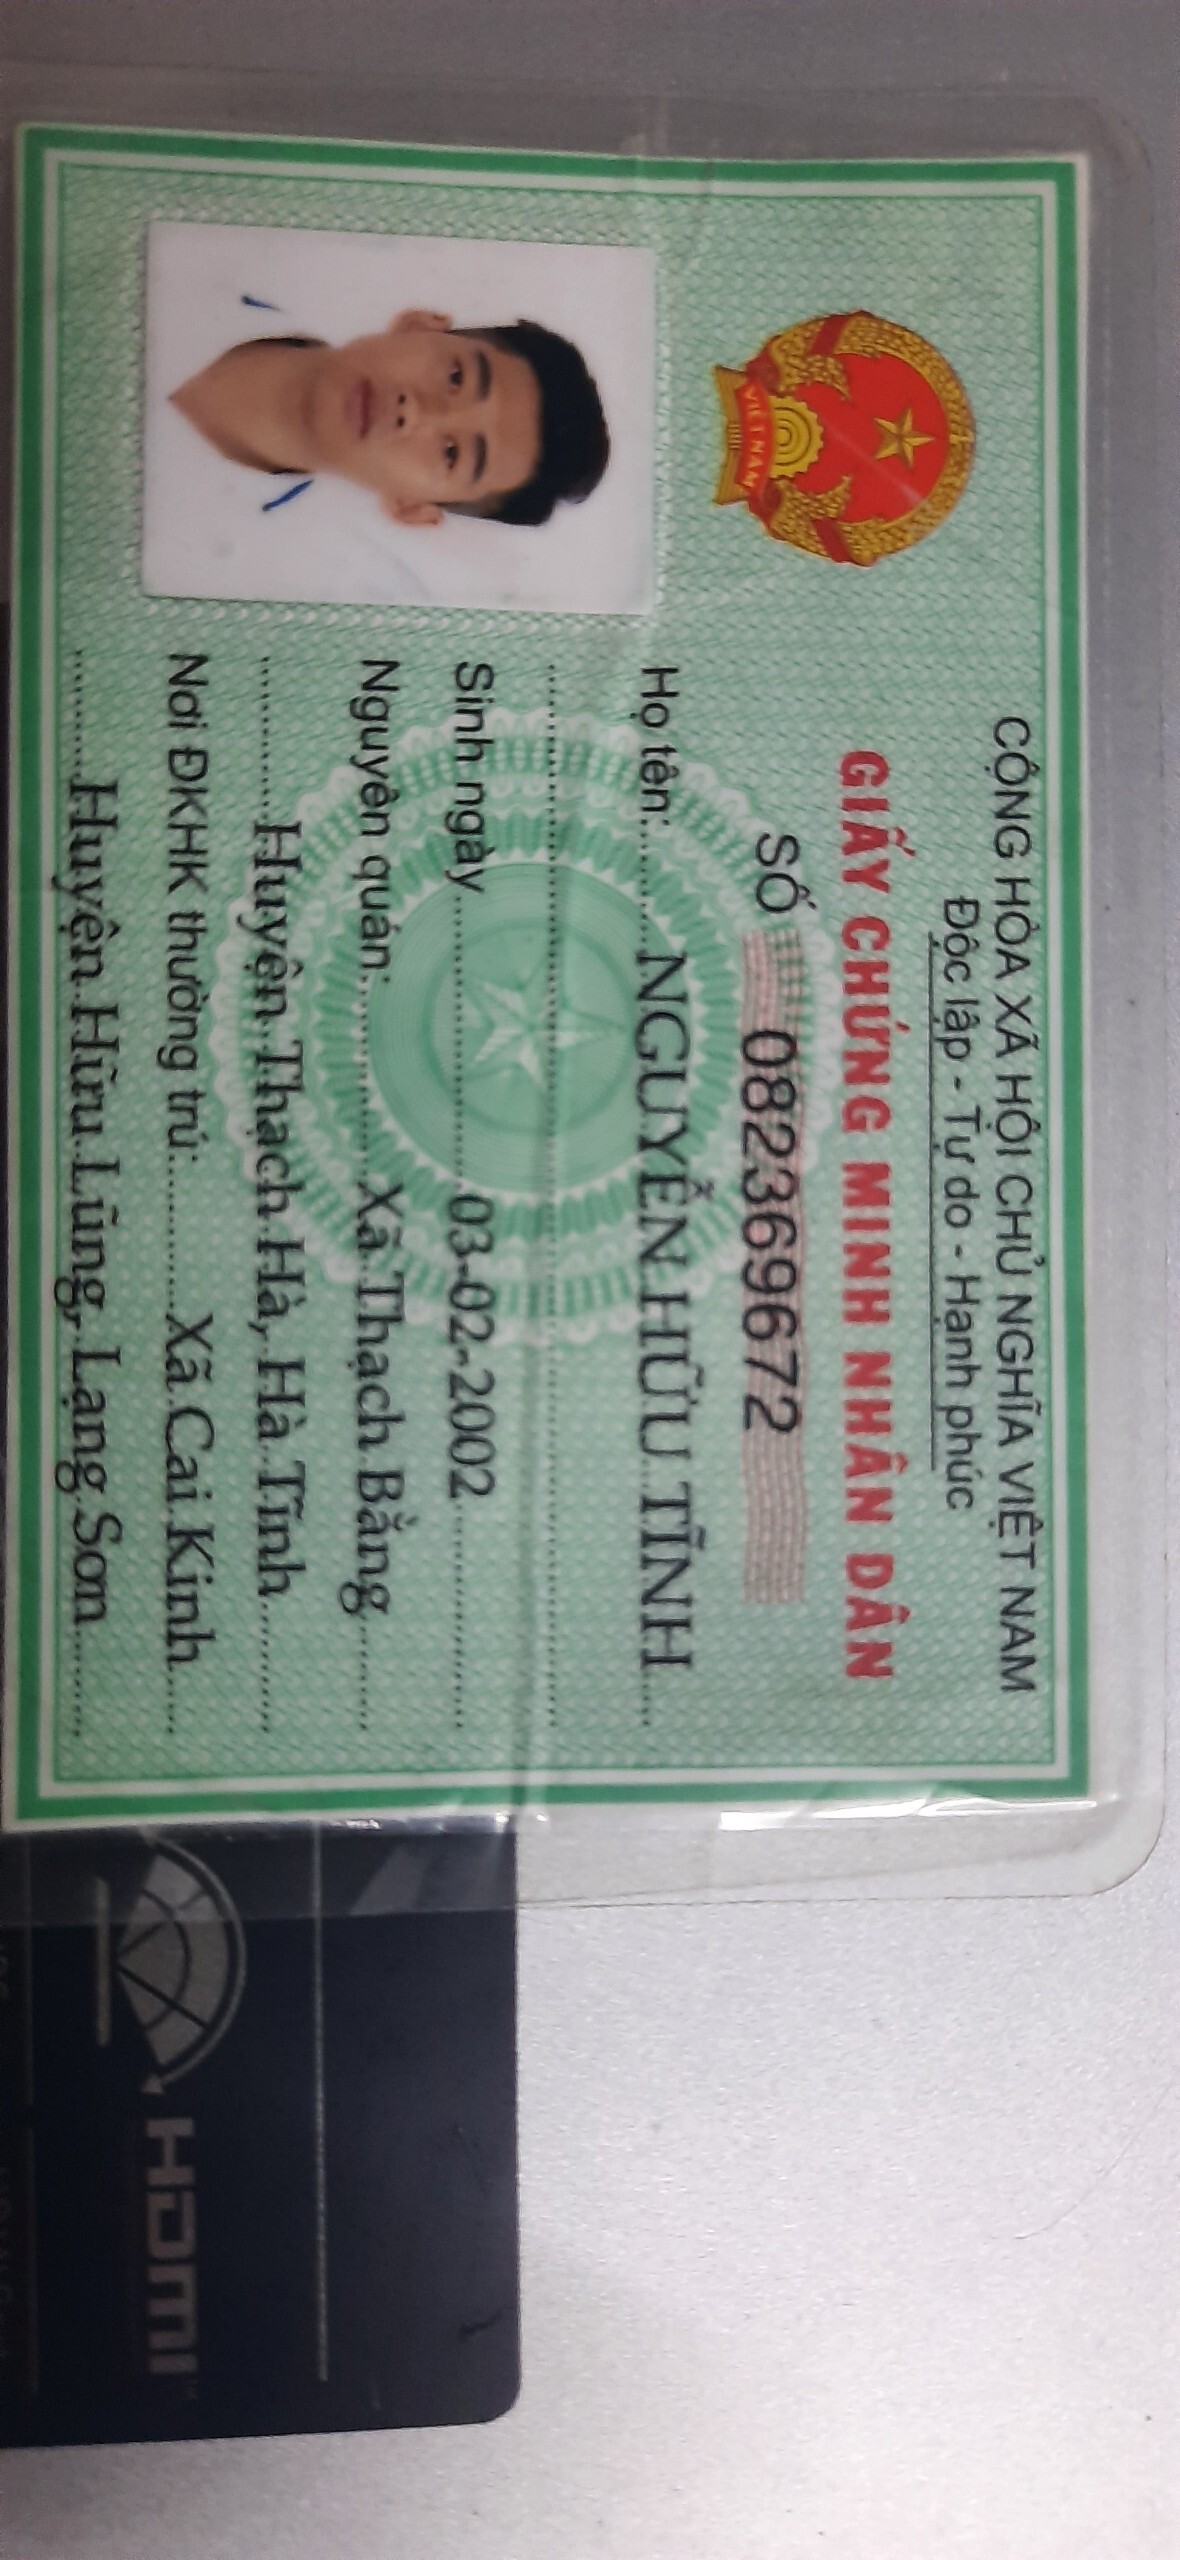 CỘNG HÒA XÃ HỘI CHỦ NGHĨA VIỆT NAM
Độc lập - Tự do - Hạnh phúc
GIẤY CHỨNG MINH NHÂN DÂN
SỐ 082369672
VIỆT NAM
Họ tên: NGUYỄN HỮU TĨNH
Sinh ngày 03-02-2002
Nguyên quán: Xã Thạch Bằng
Huyện Thạch Hà, Hà Tĩnh
Nơi ĐKHK thường trú: Xã Cai Kinh
Huyện Hữu Lũng, Lạng Sơn
HDMI